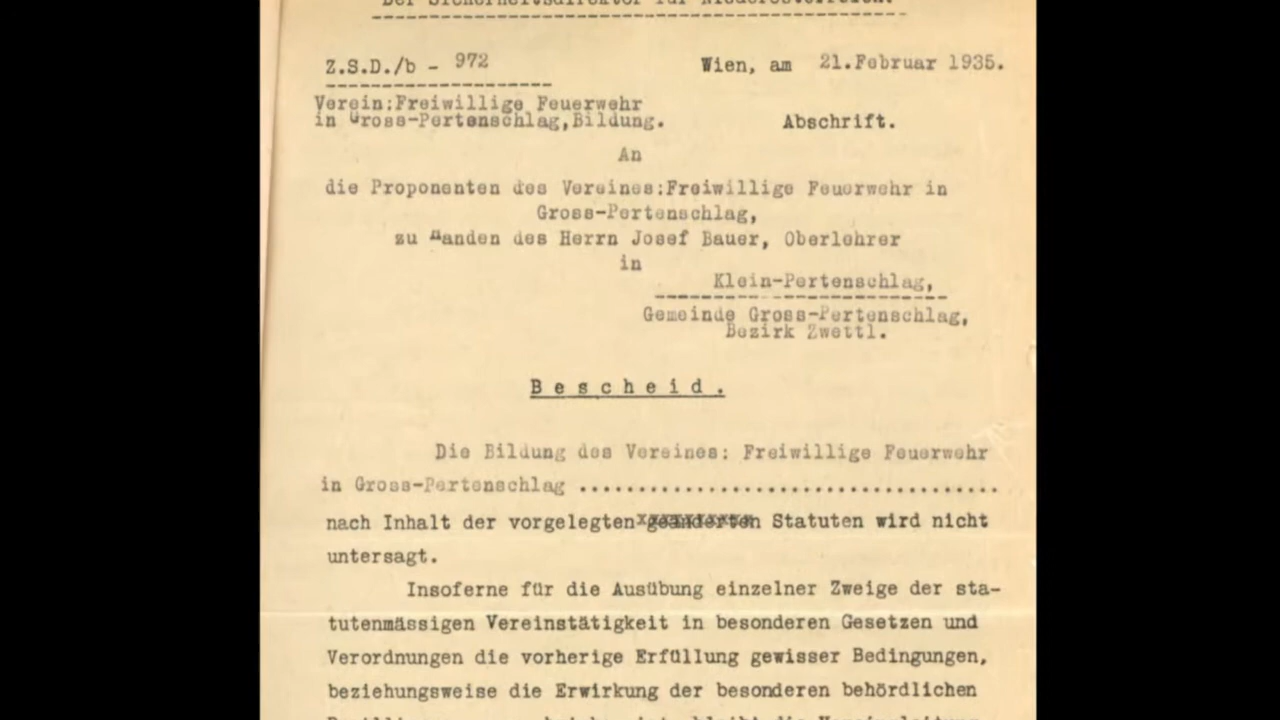 Der Sicherheitsdirektor für Niederösterreich.
Z.S.D./b - 972
Wien, am 21.Februar 1935.
Verein:Freiwillige Feuerwehr
in Gross-Pertenschlag,Bildung.
Abschrift.
An
die Proponenten des Vereines:Freiwillige Feuerwehr in
Gross-Pertenschlag,
zu Handen des Herrn Josef Bauer, Oberlehrer
in
Klein-Pertenschlag,
Gemeinde Gross-Pertenschlag,
Bezirk Zwettl.
Bescheid.
Die Bildung des Vereines: Freiwillige Feuerwehr
in Gross-Pertenschlag ....................................
nach Inhalt der vorgelegten geänderten Statuten wird nicht
untersagt.
Insoferne für die Ausübung einzelner Zweige der sta-
tutenmässigen Vereinstätigkeit in besonderen Gesetzen und
Verordnungen die vorherige Erfüllung gewisser Bedingungen,
beziehungsweise die Erwirkung der besonderen behördlichen